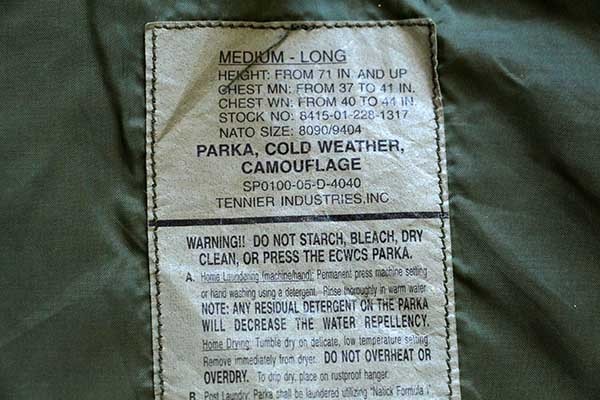 MEDIUM - LONG
HEIGHT: FROM 71 IN AND UP
CHEST MN: FROM 37 TO 41 IN.
CHEST WN: FROM 40 TO 44 IN.
STOCK NO: 8415-01-228-1317
NATO SIZE: 8090/9404
PARKA, COLD WEATHER,
CAMOUFLAGE
SP0100-05-D-4040
TENNIER INDUSTRIES,INC
WARNING!! DO NOT STARCH, BLEACH, DRY
CLEAN, OR PRESS THE ECWCS PARKA.
A. Home Laundering (machine/hand): Permanent press machine setting
or hand washing using a detergent. Rinse thoroughly in warm water
NOTE: ANY RESIDUAL DETERGENT ON THE PARKA
WILL DECREASE THE WATER REPELLENCY.
Home Drying: Tumble dry on delicate, low temperature setting
Remove immediately from dryer. DO NOT OVERHEAT OR
OVERDRY. To drip dry, place on rustproof hanger.
B. Post Laundry: Parka shall be laundered utilizing "Natick Formula I",